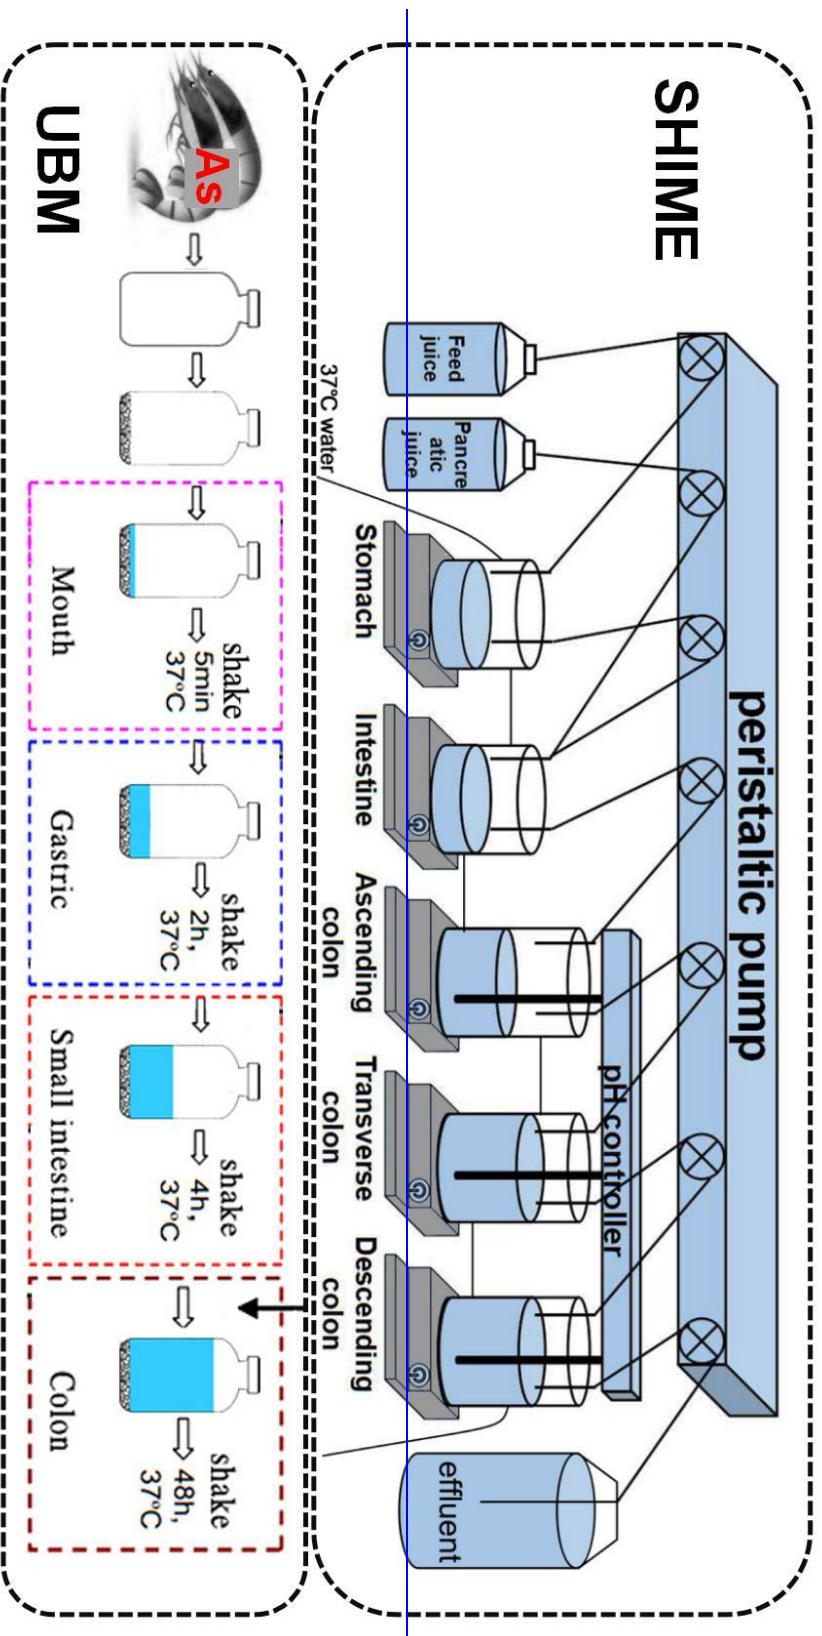 SHIME
peristaltic pump
Feed
juice
Pancre
atic
juice
pH controller
effluent
37°C water
Stomach
Intestine
Ascending
colon
Transverse
colon
Descending
colon
UBM
As
shake
5min
37°C
Mouth
shake
2h,
37°C
Gastric
shake
4h,
37°C
Small intestine
shake
48h,
37°C
Colon